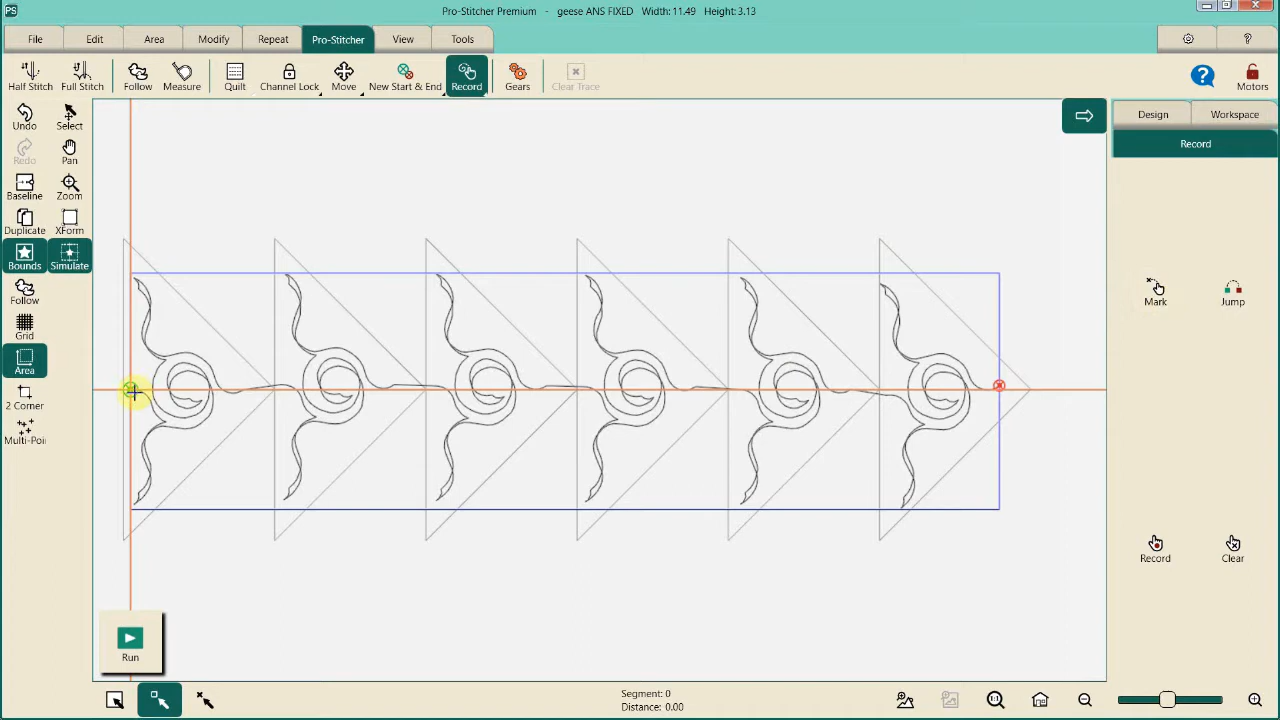 PS
Pro-Stitcher Premium - geese ANS FIXED Width: 11.49 Height: 3.13
File Edit Area Modify Repeat Pro-Stitcher View Tools ?
Half Stitch Full Stitch Follow Measure Quilt Channel Lock Move New Start & End Record Gears Clear Trace ? Motors
Undo Select
Redo Pan
Baseline Zoom
Duplicate XForm
Bounds Simulate
Follow
Grid
Area
2 Corner
Multi-Poi
Design Workspace
Record
Mark Jump
Record Clear
Run
Segment: 0
Distance: 0.00
1:1